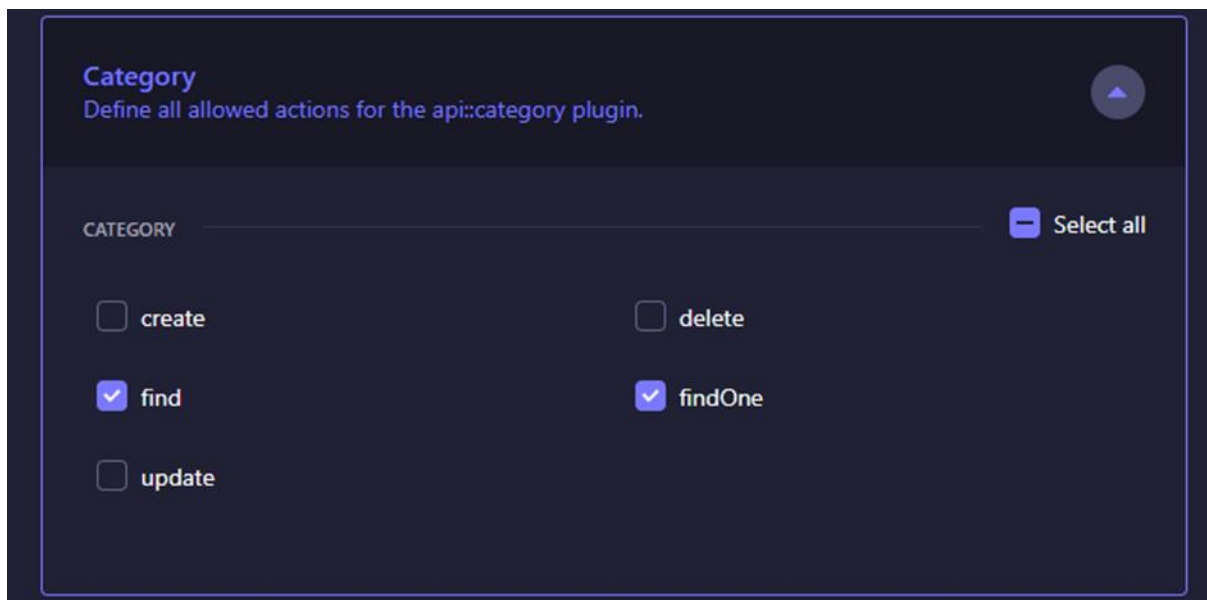 Category
Define all allowed actions for the api::category plugin.
CATEGORY
Select all
create
delete
find
findOne
update